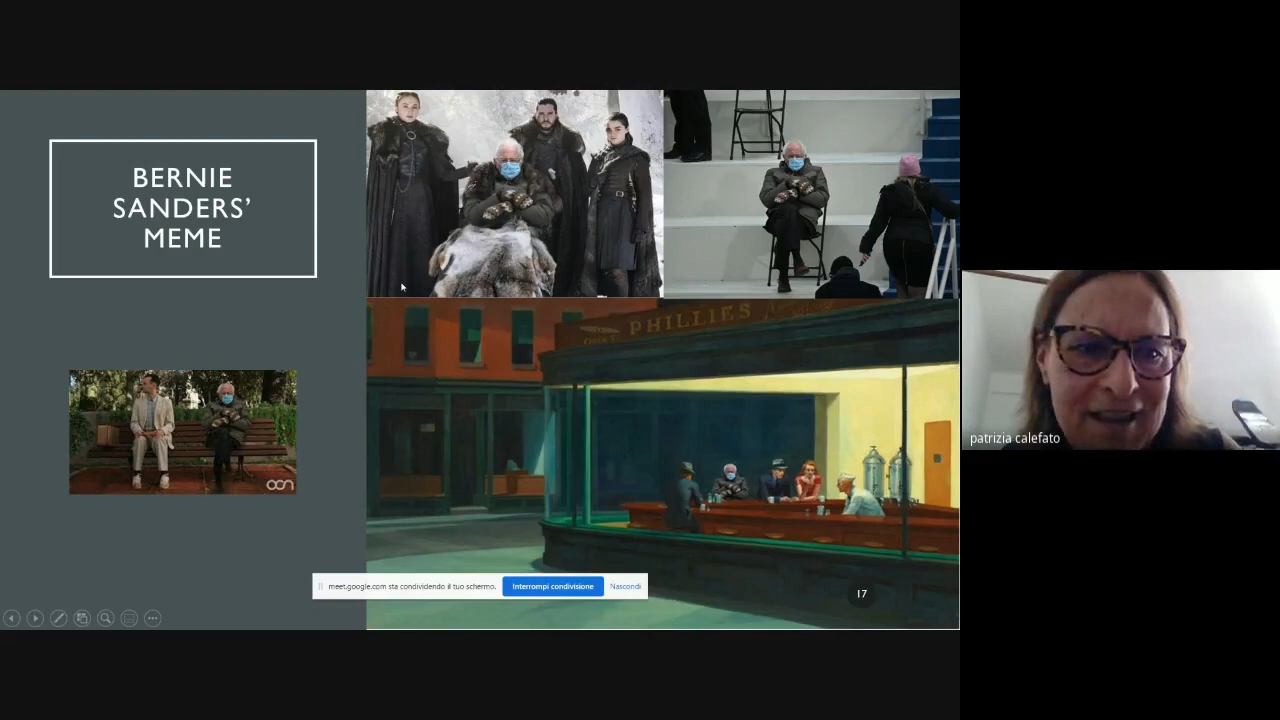 BERNIE
SANDERS’
MEME
PHILLIES
meet.google.com sta condividendo il tuo schermo.
Interrompi condivisione
Nascondi
17
patrizia calefato